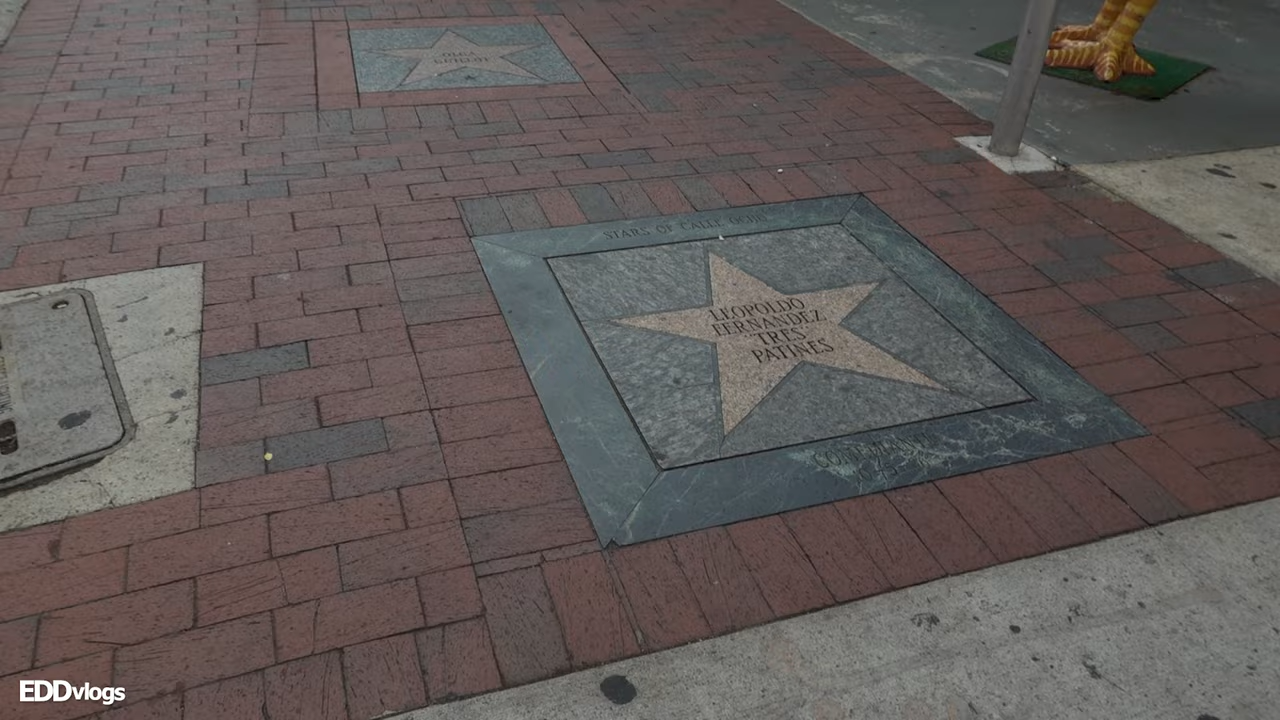 STARS OF CALLE OCHO
LEOPOLDO
FERNANDEZ
"TRES
PATINES"
EDDvlogs